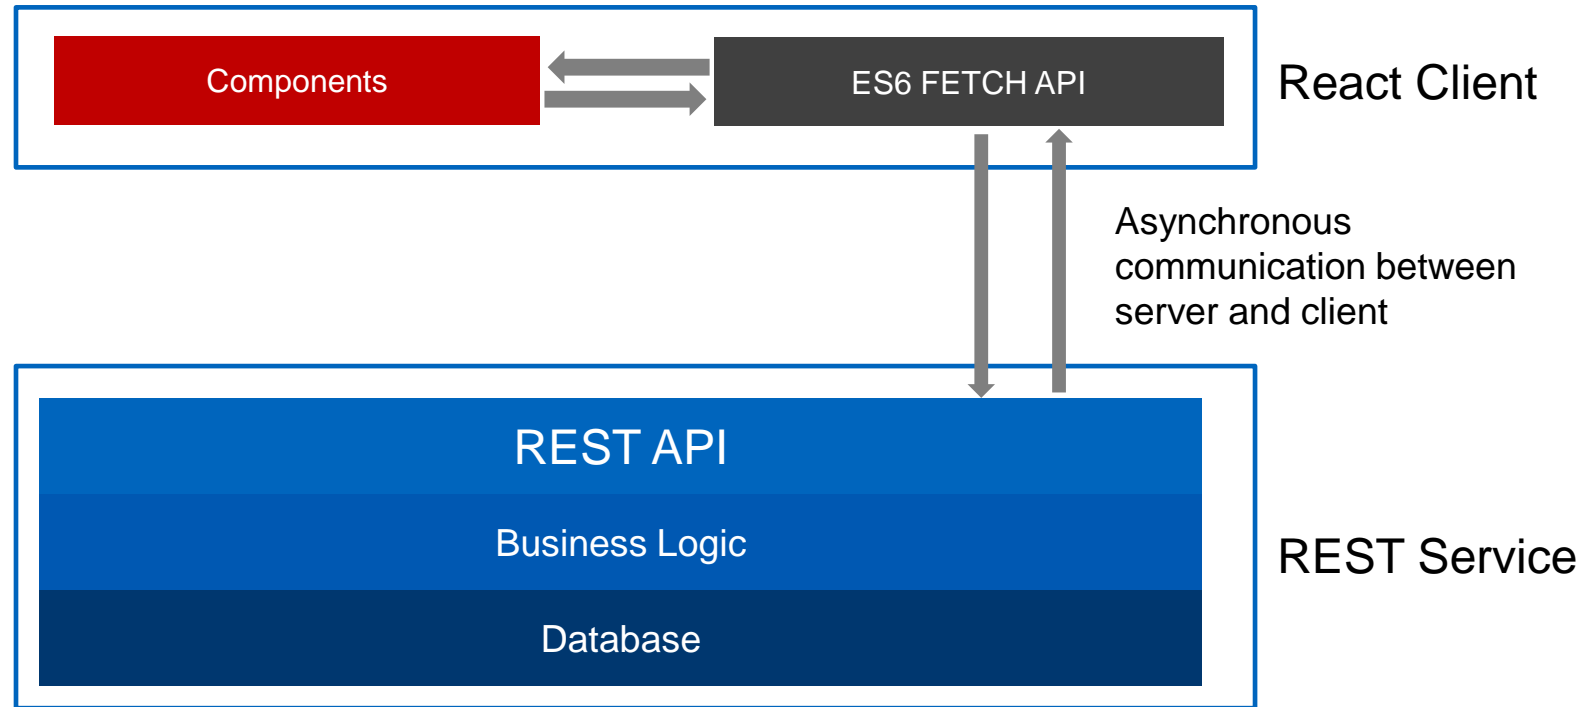 Components
ES6 FETCH API
React Client
Asynchronous
communication between
server and client
REST API
Business Logic
Database
REST Service